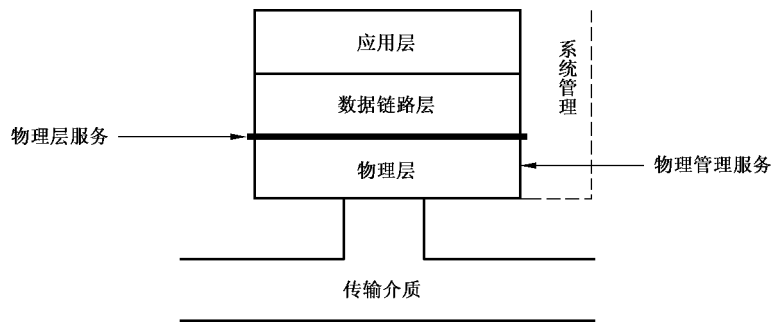 应用层
系统管理
数据链路层
物理层服务
物理层
物理管理服务
传输介质